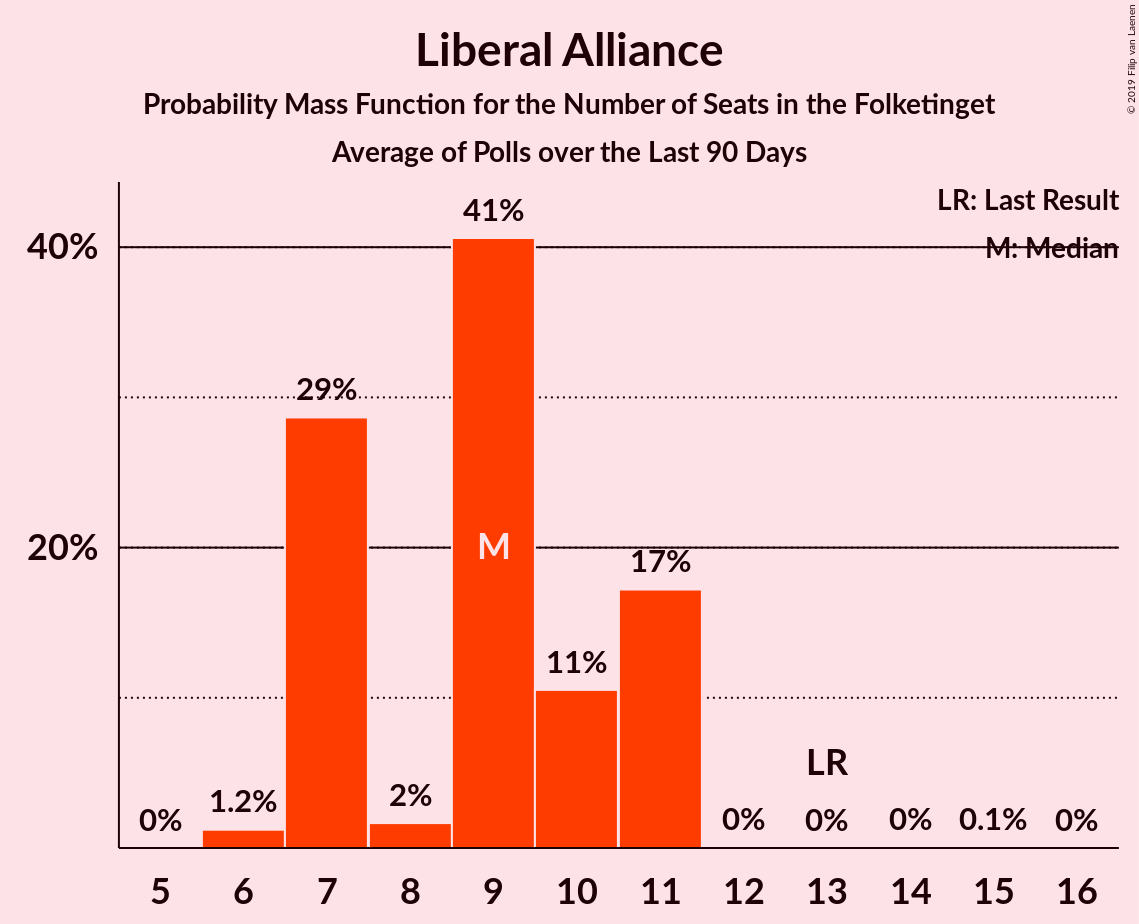 Liberal Alliance
Probability Mass Function for the Number of Seats in the Folketinget
Average of Polls over the Last 90 Days
© 2019 Filip van Laenen
LR: Last Result
M: Median
40%
20%
0%
1.2%
29%
2%
41%
M
11%
17%
0%
LR
0%
0%
0.1%
0%
5 6 7 8 9 10 11 12 13 14 15 16